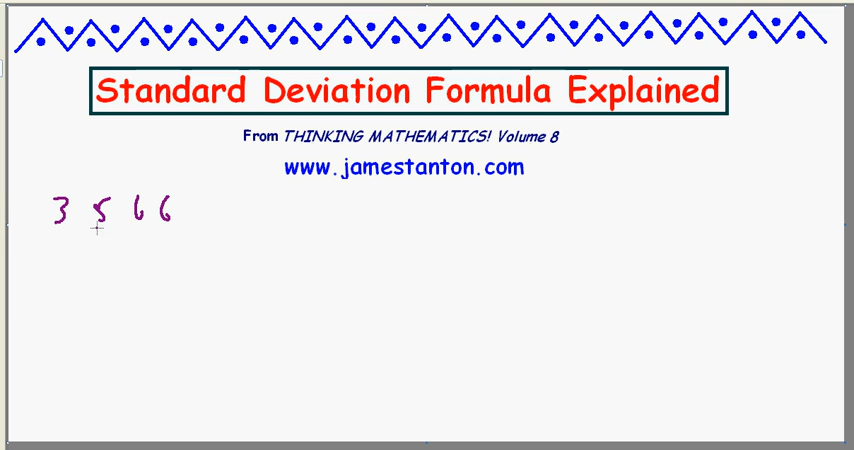 Standard Deviation Formula Explained
From THINKING MATHEMATICS! Volume 8
www.jamestanton.com
3 5 6 6